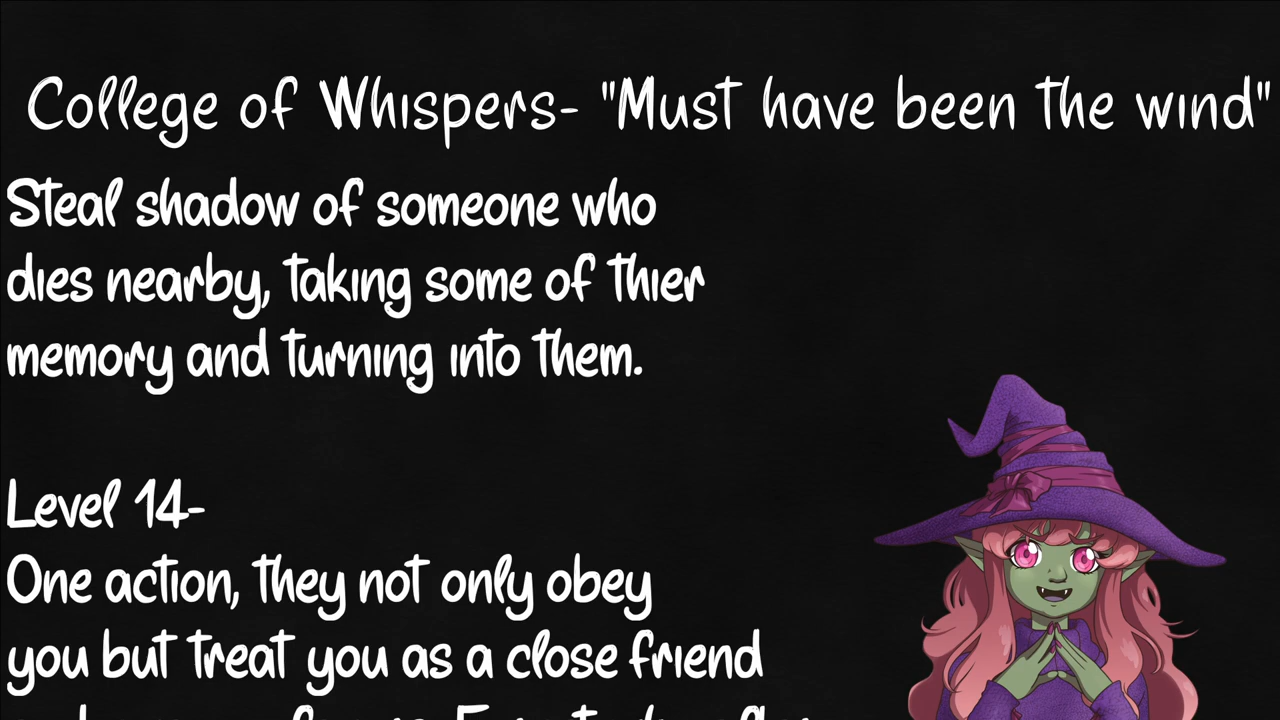 College of Whispers- "Must have been the wind"
Steal shadow of someone who
dies nearby, taking some of thier
memory and turning into them.
Level 14-
One action, they not only obey
you but treat you as a close friend